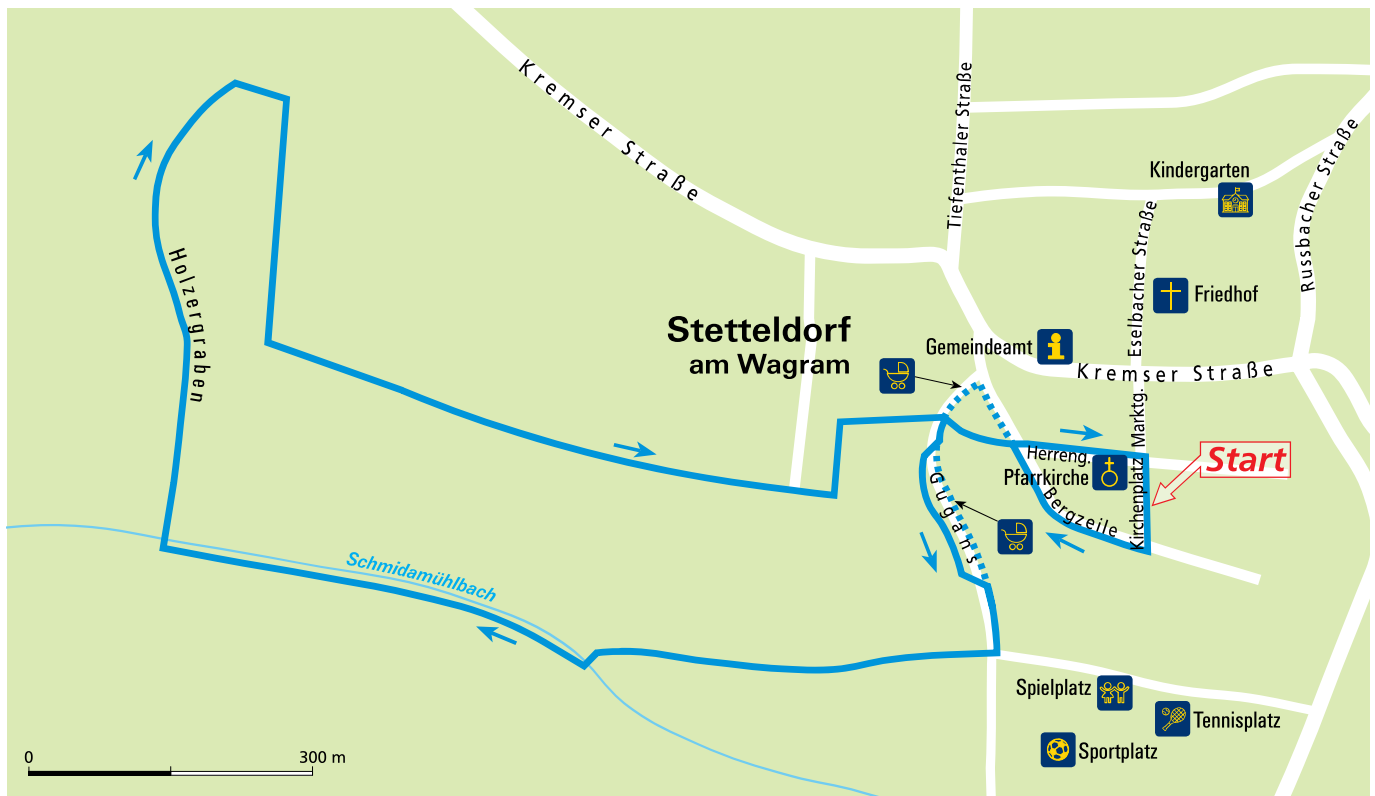 Kremser Straße
Tiefenthaler Straße
Kindergarten
Russbacher Straße
Eselbacher Straße
Friedhof
Holzergraben
Stetteldorf
am Wagram
Gemeindeamt
Kremser Straße
Marktg.
Herreng.
Pfarrkirche
Kirchenplatz
Start
Gugans
Bergzeile
Schmidamühlbach
Spielplatz
Tennisplatz
Sportplatz
0 300 m